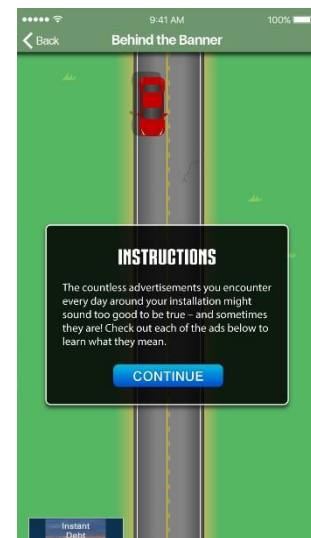 9:41 AM 100%
Back Behind the Banner
INSTRUCTIONS
The countless advertisements you encounter
every day around your installation might
sound too good to be true – and sometimes
they are! Check out each of the ads below to
learn what they mean.
CONTINUE
Instant
Debt